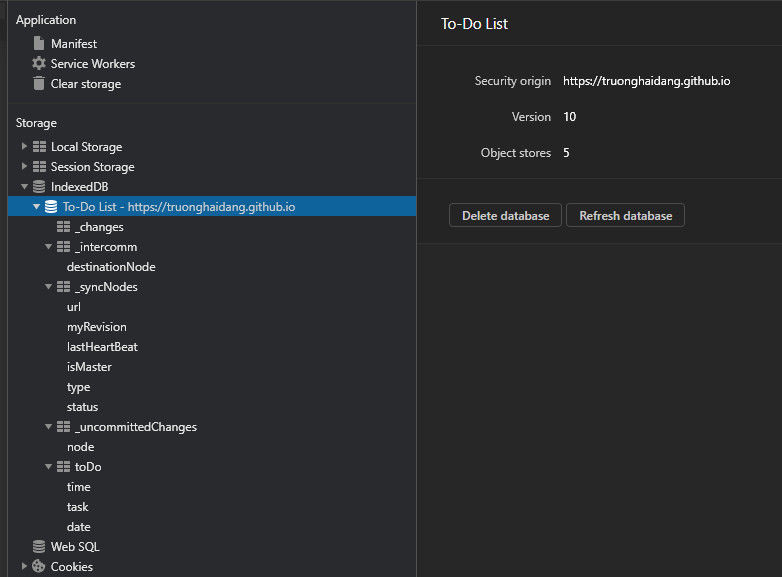 Application
Manifest
Service Workers
Clear storage
Storage
Local Storage
Session Storage
IndexedDB
To-Do List - https://truonghaidang.github.io
_changes
_intercomm
destinationNode
_syncNodes
url
myRevision
lastHeartBeat
isMaster
type
status
_uncommittedChanges
node
toDo
time
task
date
Web SQL
Cookies
To-Do List
Security origin https://truonghaidang.github.io
Version 10
Object stores 5
Delete database Refresh database